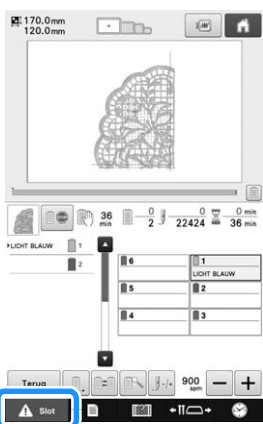 170.0mm
120.0mm
36 min
0 0 0 min
2 22424 36 min
LICHT BLAUW 1
2
6 1
LICHT BLAUW
5 2
4 3
Terug 900 spm - +
Slot